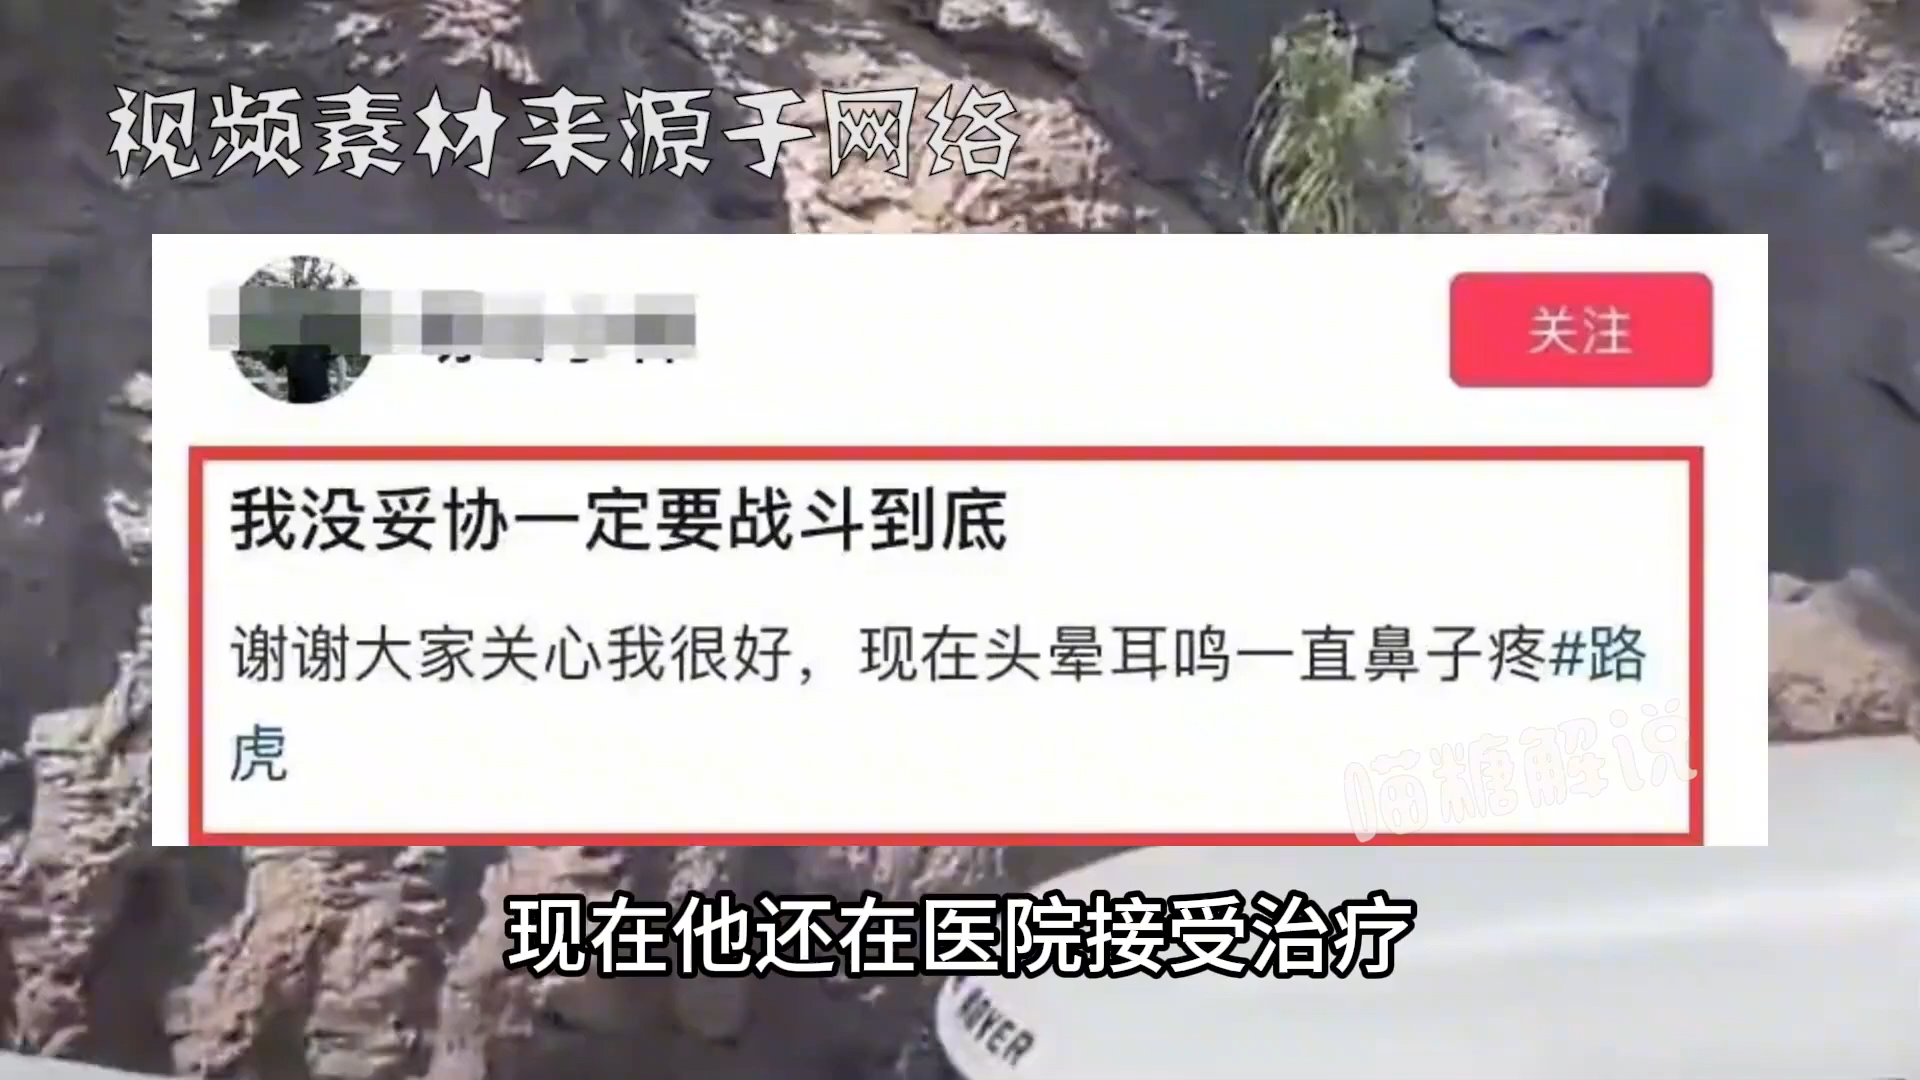 视频素材来源于网络
关注
我没妥协一定要战斗到底
谢谢大家关心我很好，现在头晕耳鸣一直鼻子疼#路
虎
喵糖解说
现在他还在医院接受治疗
ROVER